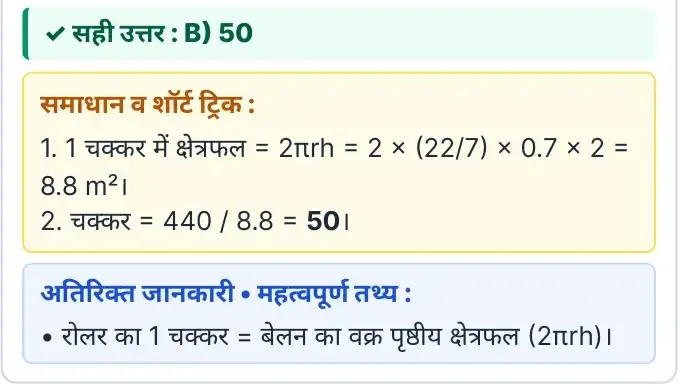 ✓ सही उत्तर : B) 50
समाधान व शॉर्ट ट्रिक :
1. 1 चक्कर में क्षेत्रफल = 2πrh = 2 × (22/7) × 0.7 × 2 =
8.8 m²।
2. चक्कर = 440 / 8.8 = 50।
अतिरिक्त जानकारी • महत्वपूर्ण तथ्य :
• रोलर का 1 चक्कर = बेलन का वक्र पृष्ठीय क्षेत्रफल (2πrh)।